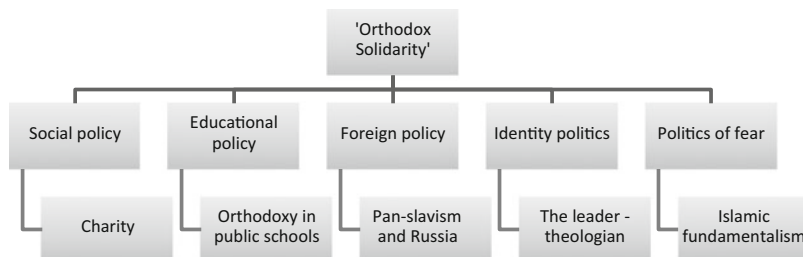 'Orthodox
Solidarity'
Social policy
Educational
policy
Foreign policy
Identity politics
Politics of fear
Charity
Orthodoxy in
public schools
Pan-slavism
and Russia
The leader -
theologian
Islamic
fundamentalism